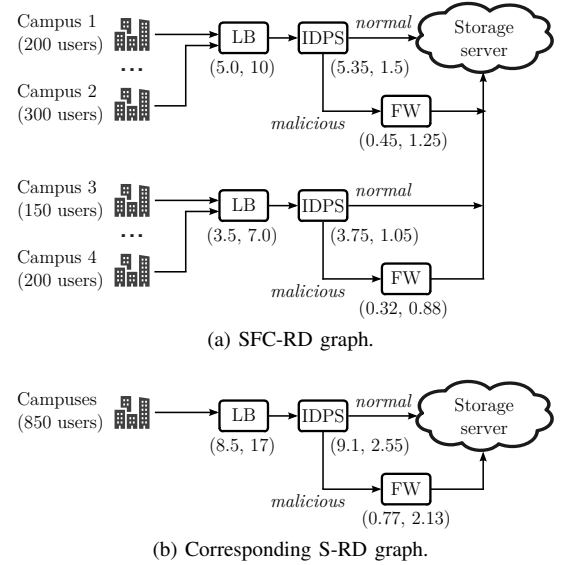 Campus 1
(200 users)
...
Campus 2
(300 users)
LB
(5.0, 10)
IDPS
(5.35, 1.5)
normal
malicious
FW
(0.45, 1.25)
Storage
server
Campus 3
(150 users)
...
Campus 4
(200 users)
LB
(3.5, 7.0)
IDPS
(3.75, 1.05)
normal
malicious
FW
(0.32, 0.88)
(a) SFC-RD graph.
Campuses
(850 users)
LB
(8.5, 17)
IDPS
(9.1, 2.55)
normal
malicious
FW
(0.77, 2.13)
Storage
server
(b) Corresponding S-RD graph.